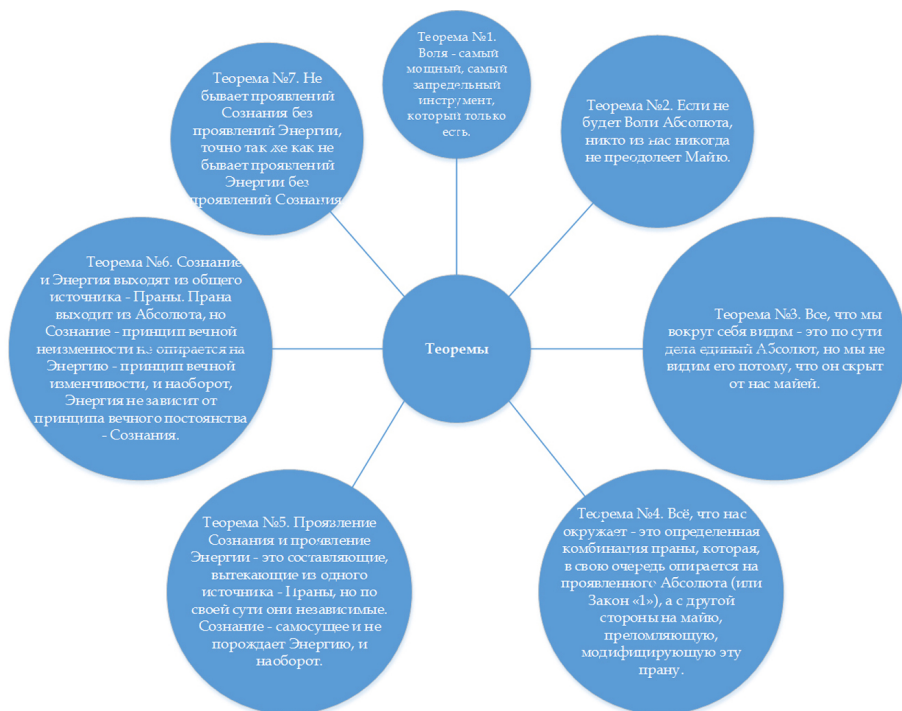 Теорема №1.
Воля - самый
мощный, самый
запредельный
инструмент,
который только
есть.
Теорема №2. Если не
будет Воли Абсолюта,
никто из нас никогда
не преодолеет Майю.
Теорема №3. Все, что мы
вокруг себя видим - это по сути
дела единый Абсолют, но мы не
видим его потому, что он скрыт
от нас майей.
Теорема №4. Всё, что нас
окружает - это определенная
комбинация праны, которая,
в свою очередь опирается на
проявленного Абсолюта (или
Закон «1»), а с другой
стороны на майю,
преломляющую,
модифицирующую эту
прану.
Теорема №5. Проявление
Сознания и проявление
Энергии - это составляющие,
вытекающие из одного
источника - Праны, но по
своей сути они независимые.
Сознание - самосущее и не
порождает Энергию, и
наоборот.
Теорема №6. Сознание
и Энергия выходят из общего
источника - Праны. Прана
выходит из Абсолюта, но
Сознание - принцип вечной
неизменности не опирается на
Энергию - принцип вечной
изменчивости, и наоборот,
Энергия не зависит от
принципа вечного постоянства
- Сознания.
Теорема №7. Не
бывает проявлений
Сознания без
проявлений Энергии,
точно так же как не
бывает проявлений
Энергии без
проявлений Сознания
Теоремы